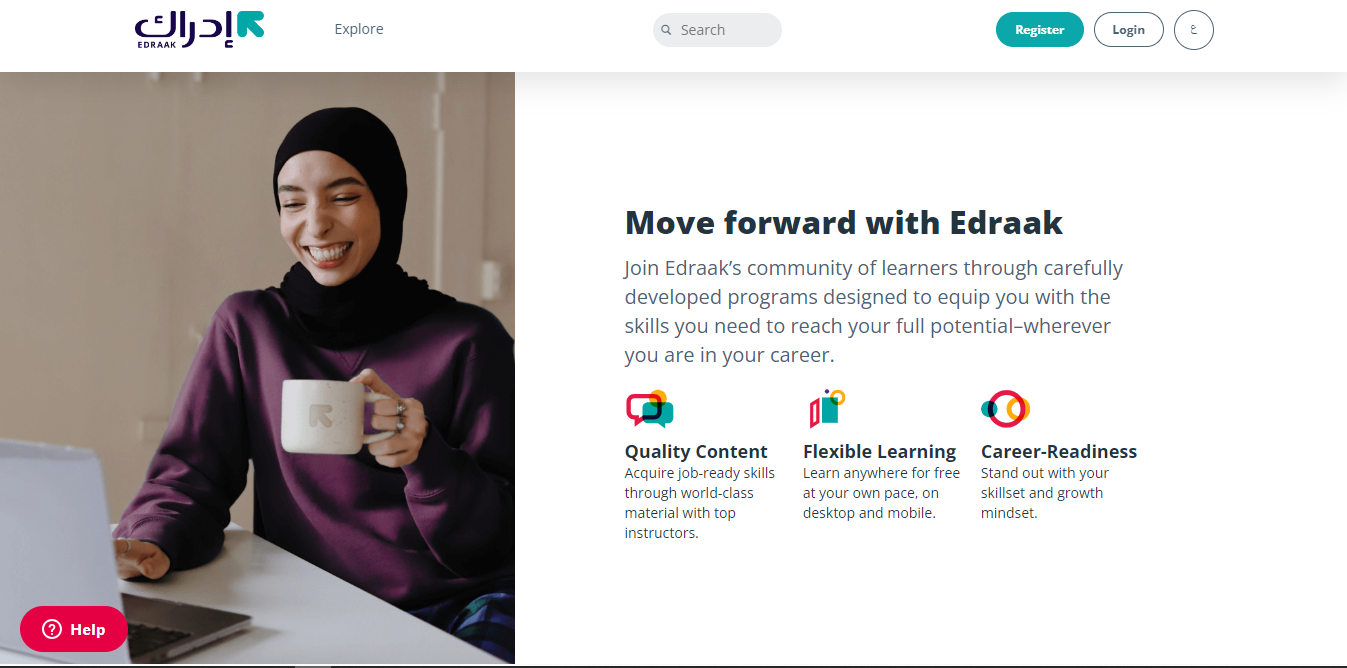 إدراك
EDRAAK
Explore
Search
Register
Login
ع
Move forward with Edraak
Join Edraak’s community of learners through carefully
developed programs designed to equip you with the
skills you need to reach your full potential–wherever
you are in your career.
Quality Content
Acquire job-ready skills
through world-class
material with top
instructors.
Flexible Learning
Learn anywhere for free
at your own pace, on
desktop and mobile.
Career-Readiness
Stand out with your
skillset and growth
mindset.
Help